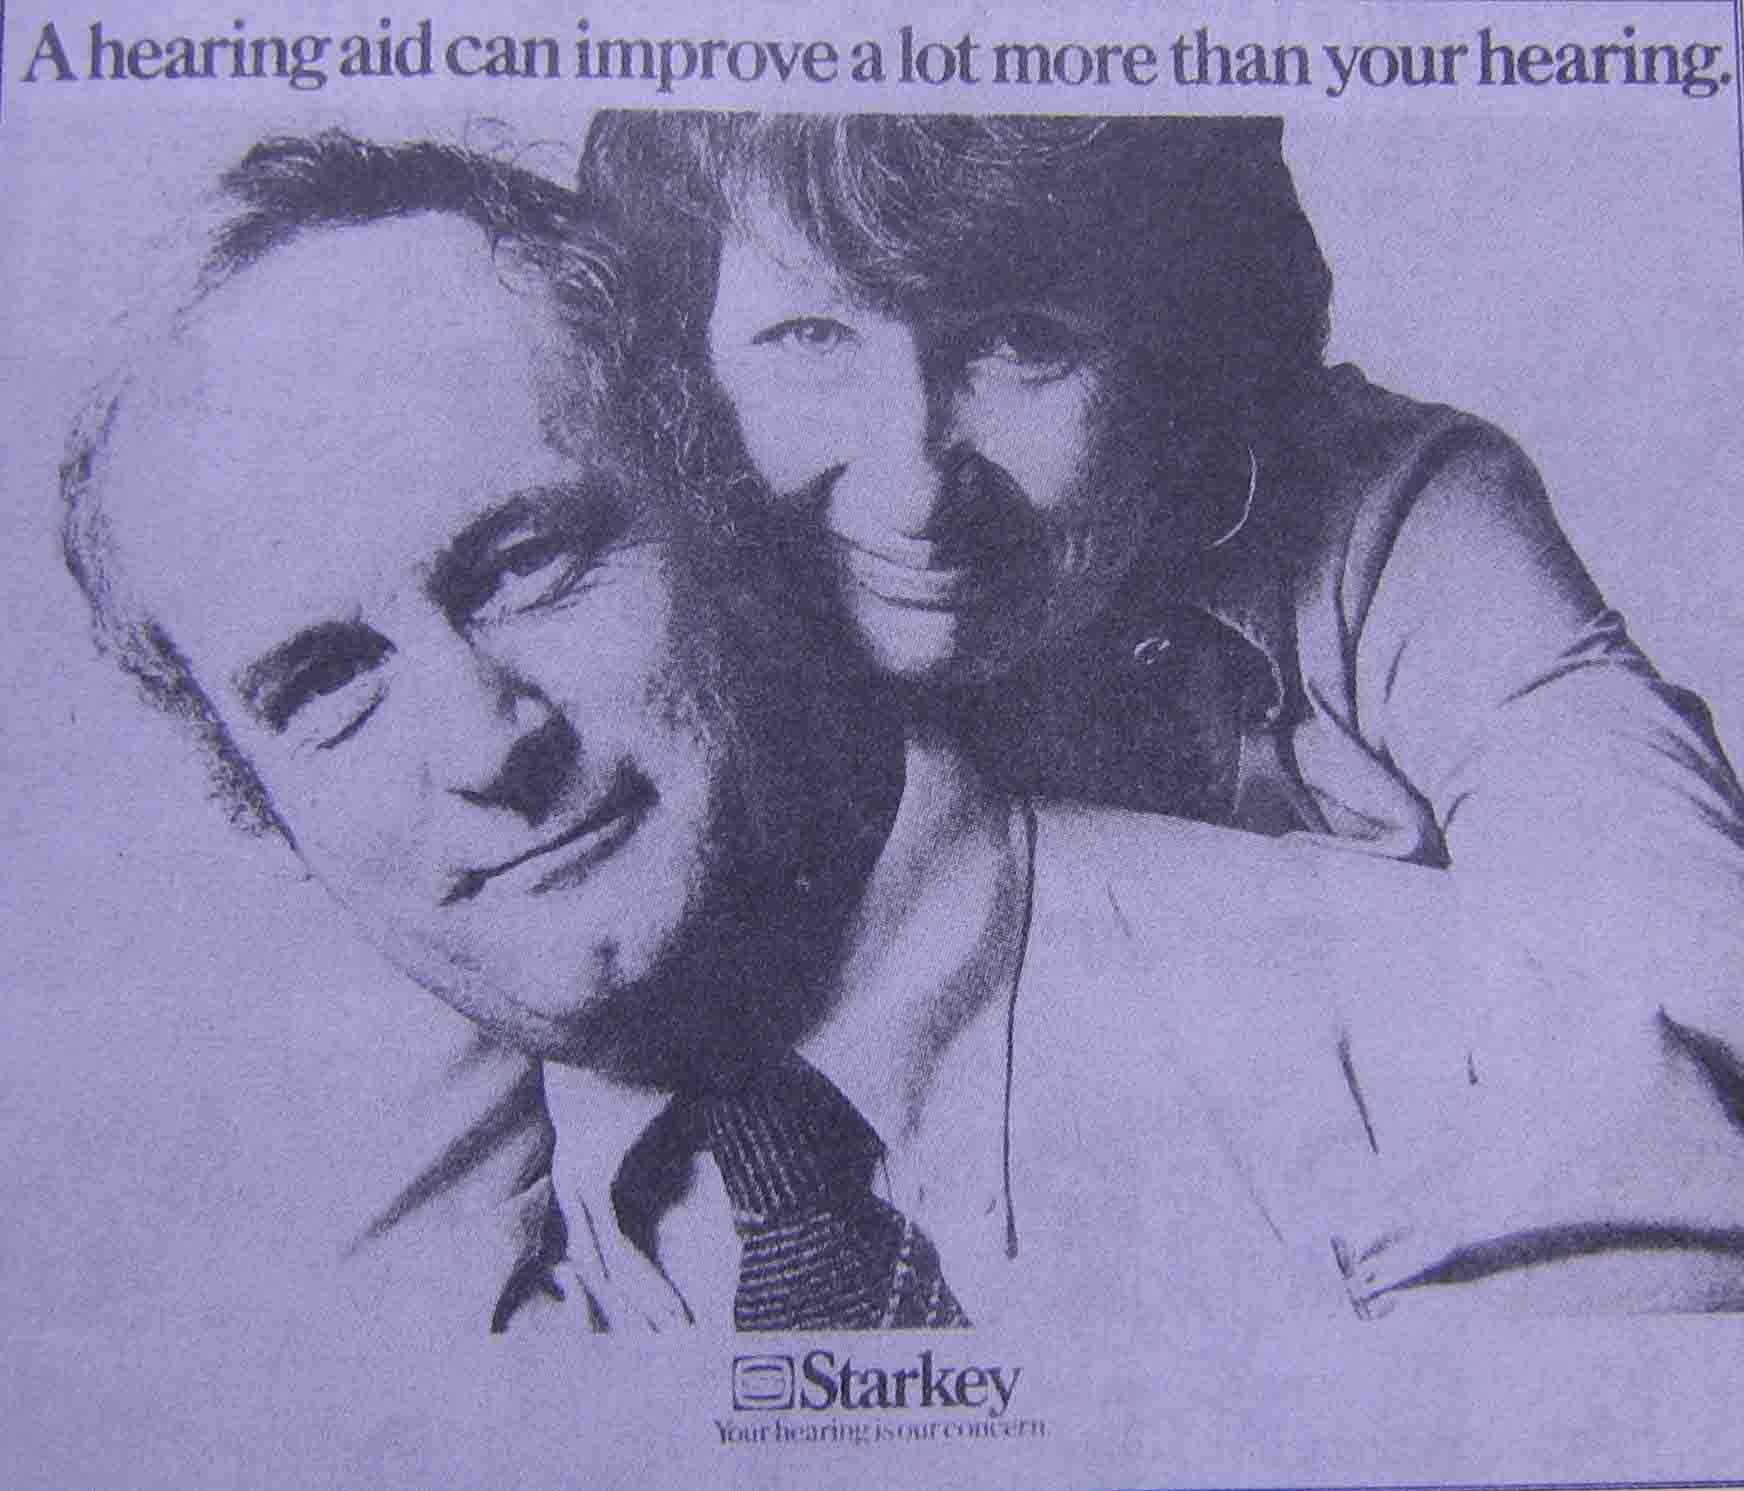 A hearing aid can improve a lot more than your hearing.
Starkey
Your hearing is our concern.